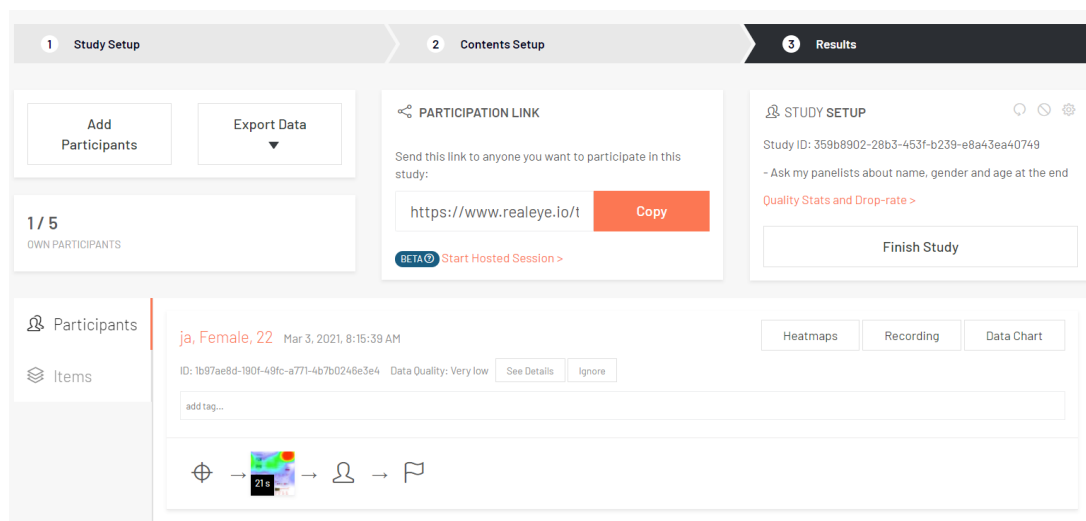 1 Study Setup
2 Contents Setup
3 Results
Add
Participants
Export Data
1 / 5
OWN PARTICIPANTS
PARTICIPATION LINK
Send this link to anyone you want to participate in this
study:
https://www.realeye.io/t
Copy
BETA
Start Hosted Session >
STUDY SETUP
Study ID: 359b8902-28b3-453f-b239-e8a43ea40749
- Ask my panelists about name, gender and age at the end
Quality Stats and Drop-rate >
Finish Study
Participants
Items
ja, Female, 22 Mar 3, 2021, 8:15:39 AM
Heatmaps
Recording
Data Chart
ID: 1b97ae8d-190f-49fc-a771-4b7b0246e3e4 Data Quality: Very low
See Details
Ignore
add tag...
21 s